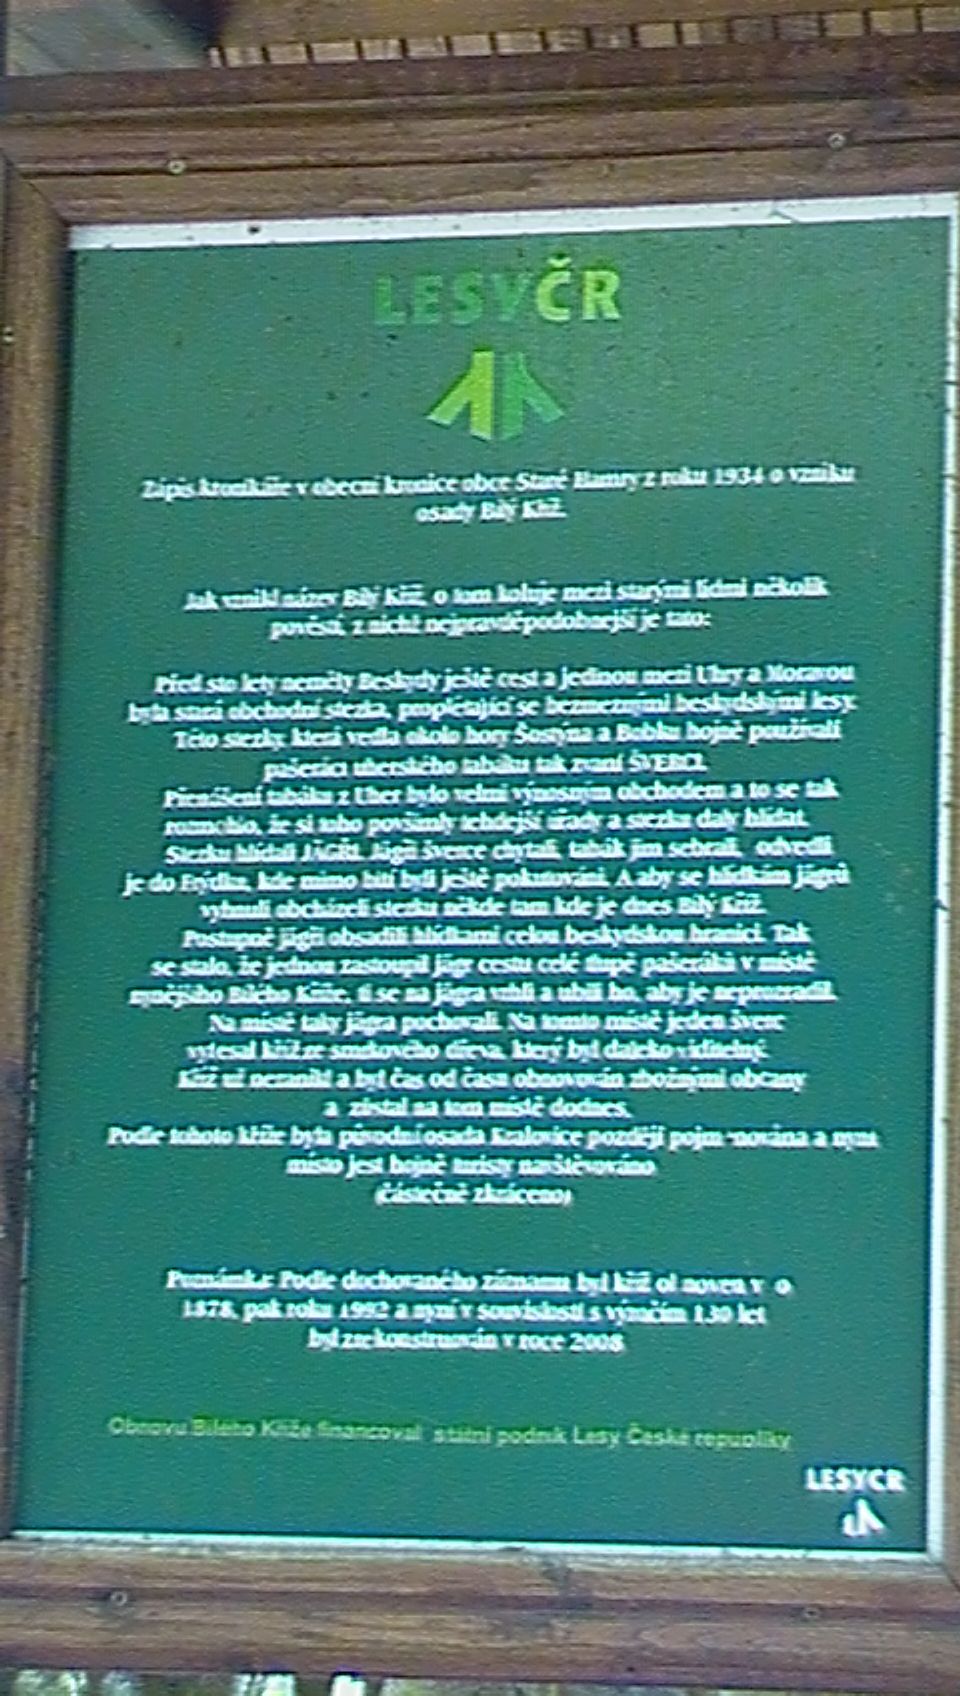 LESY ČR
Zápis kronikáře v obecní kronice obce Staré Hamry z roku 1934 o vzniku
osady Bílý Kříž.
Jak vznikl název Bílý Kříž, o tom koluje mezi starými lidmi několik
pověstí, z nichž nejpravděpodobnější je tato:
Před sto lety neměly Beskydy ještě cest a jedinou mezi Uhry a Moravou
byla stará obchodní stezka, proplétající se bezmeznými beskydskými lesy.
Této stezky, která vedla okolo hory Šostýna a Bobku hojně používali
pašeráci uherského tabáku tak zvaní ŠVERCI.
Přenášení tabáku z Uher bylo velmi výnosným obchodem a to se tak
rozmohlo, že si toho povšimly tehdejší úřady a stezku daly hlídat.
Stezku hlídali JÁGŘI. Jágři šverce chytali, tabák jim sebrali, odvedli
je do Frýdku, kde mimo bití byli ještě pokutováni. A aby se hlídkám jágrů
vyhnuli obcházeli stezku někde tam kde je dnes Bílý Kříž.
Postupně jágři obsadili hlídkami celou beskydskou hranici. Tak
se stalo, že jednou zastoupil jágr cestu celé tlupě pašeráků v místě
nynějšího Bílého Kříže, ti se na jágra vrhli a ubili ho, aby je neprozradil.
Na místě taky jágra pochovali. Na tomto místě jeden šverc
vytesal kříž ze smrkového dřeva, který byl daleko viditelný.
Kříž už nezanikl a byl čas od času obnovován zbožnými občany
a zůstal na tom místě dodnes.
Podle tohoto kříže byla původní osada Kralovice později pojm nována a nyní
místo jest hojně turisty navštěvováno
(částečně zkráceno)
Poznámka: Podle dochovaného záznamu byl kříž o noven v o
1878, pak roku 1992 a nyní v souvislosti s výročím 130 let
byl zrekonstruován v roce 2008
Obnovu Bílého Kříže financoval státní podnik Lesy České republiky
LESY ČR